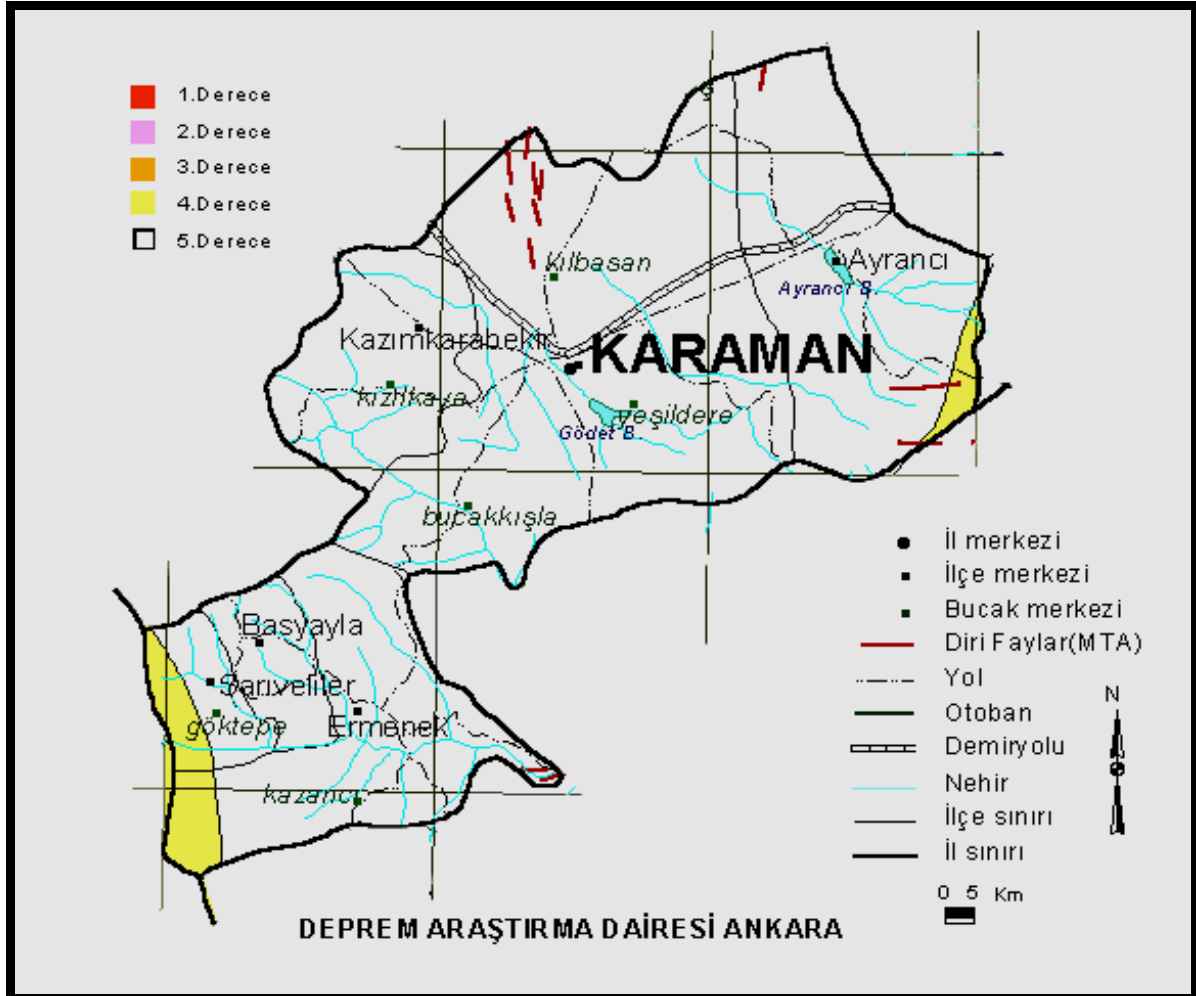 1.Derece
2.Derece
3.Derece
4.Derece
5.Derece
Kılbasan
Ayrancı
Ayrancı B.
Kazımkarabekir
KARAMAN
kızılkaya
yeşildere
Gödet B.
bucakkışla
Başyayla
Sarıveliler
göktepe
Ermenek
kazancı
İl merkezi
İlçe merkezi
Bucak merkezi
Diri Faylar(MTA)
Yol
Otoban
Demiryolu
Nehir
İlçe sınırı
İl sınırı
N
0 5 Km
DEPREM ARAŞTIRMA DAİRESİ ANKARA